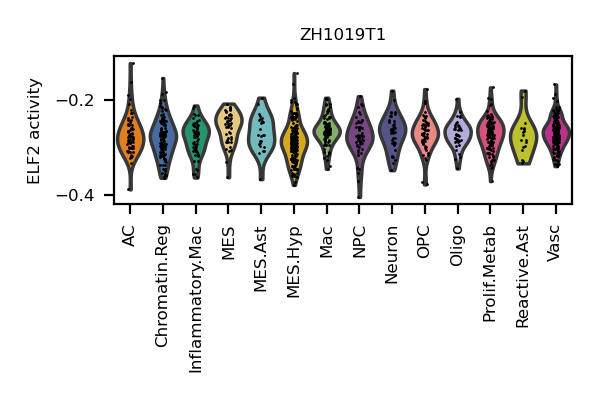 ZH1019T1
ELF2 activity
−0.2
−0.4
AC
Chromatin.Reg
Inflammatory.Mac
MES
MES.Ast
MES.Hyp
Mac
NPC
Neuron
OPC
Oligo
Prolif.Metab
Reactive.Ast
Vasc